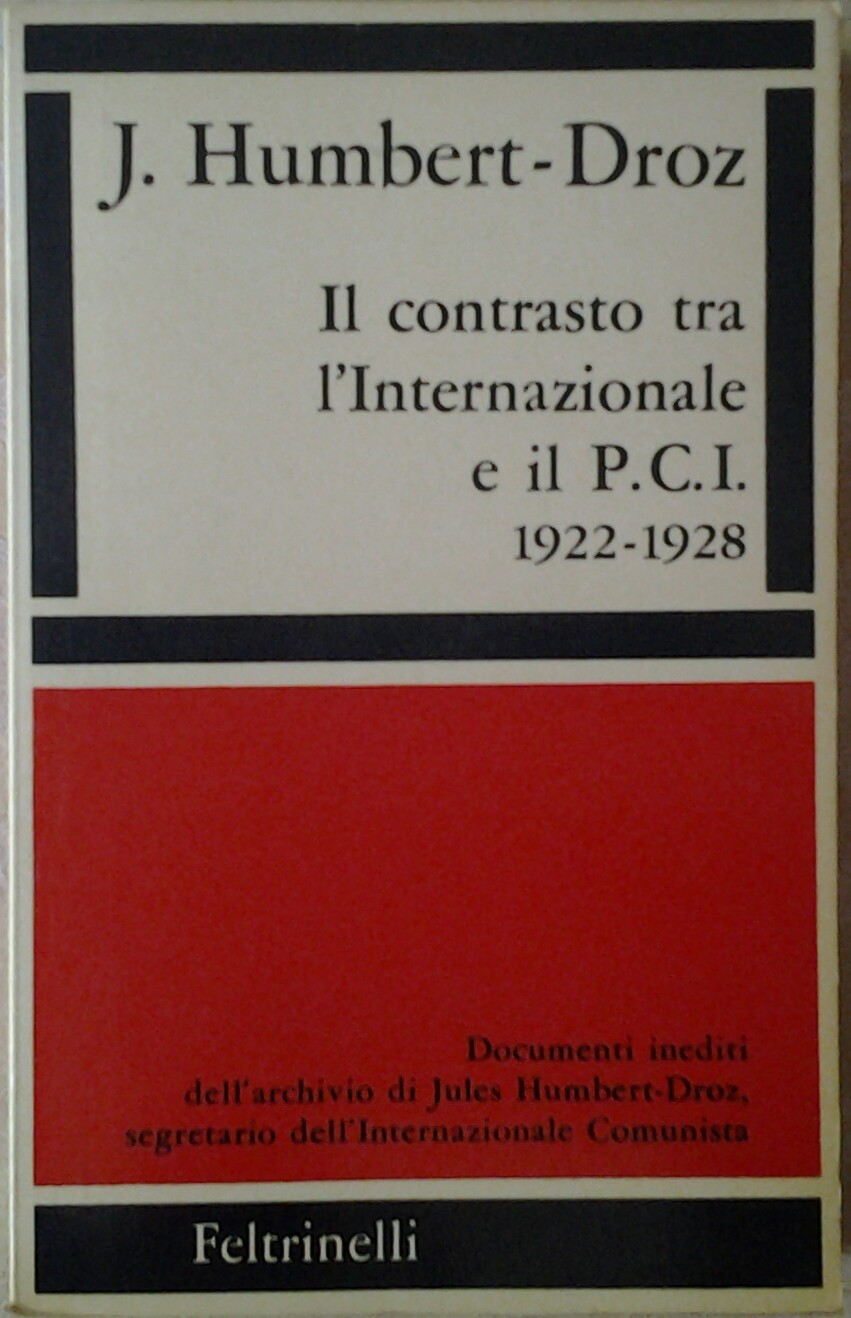 J. Humbert-Droz
Il contrasto tra
l'Internazionale
e il P.C.I.
1922-1928
Documenti inediti
dell'archivio di Jules Humbert-Droz,
segretario dell'Internazionale Comunista
Feltrinelli